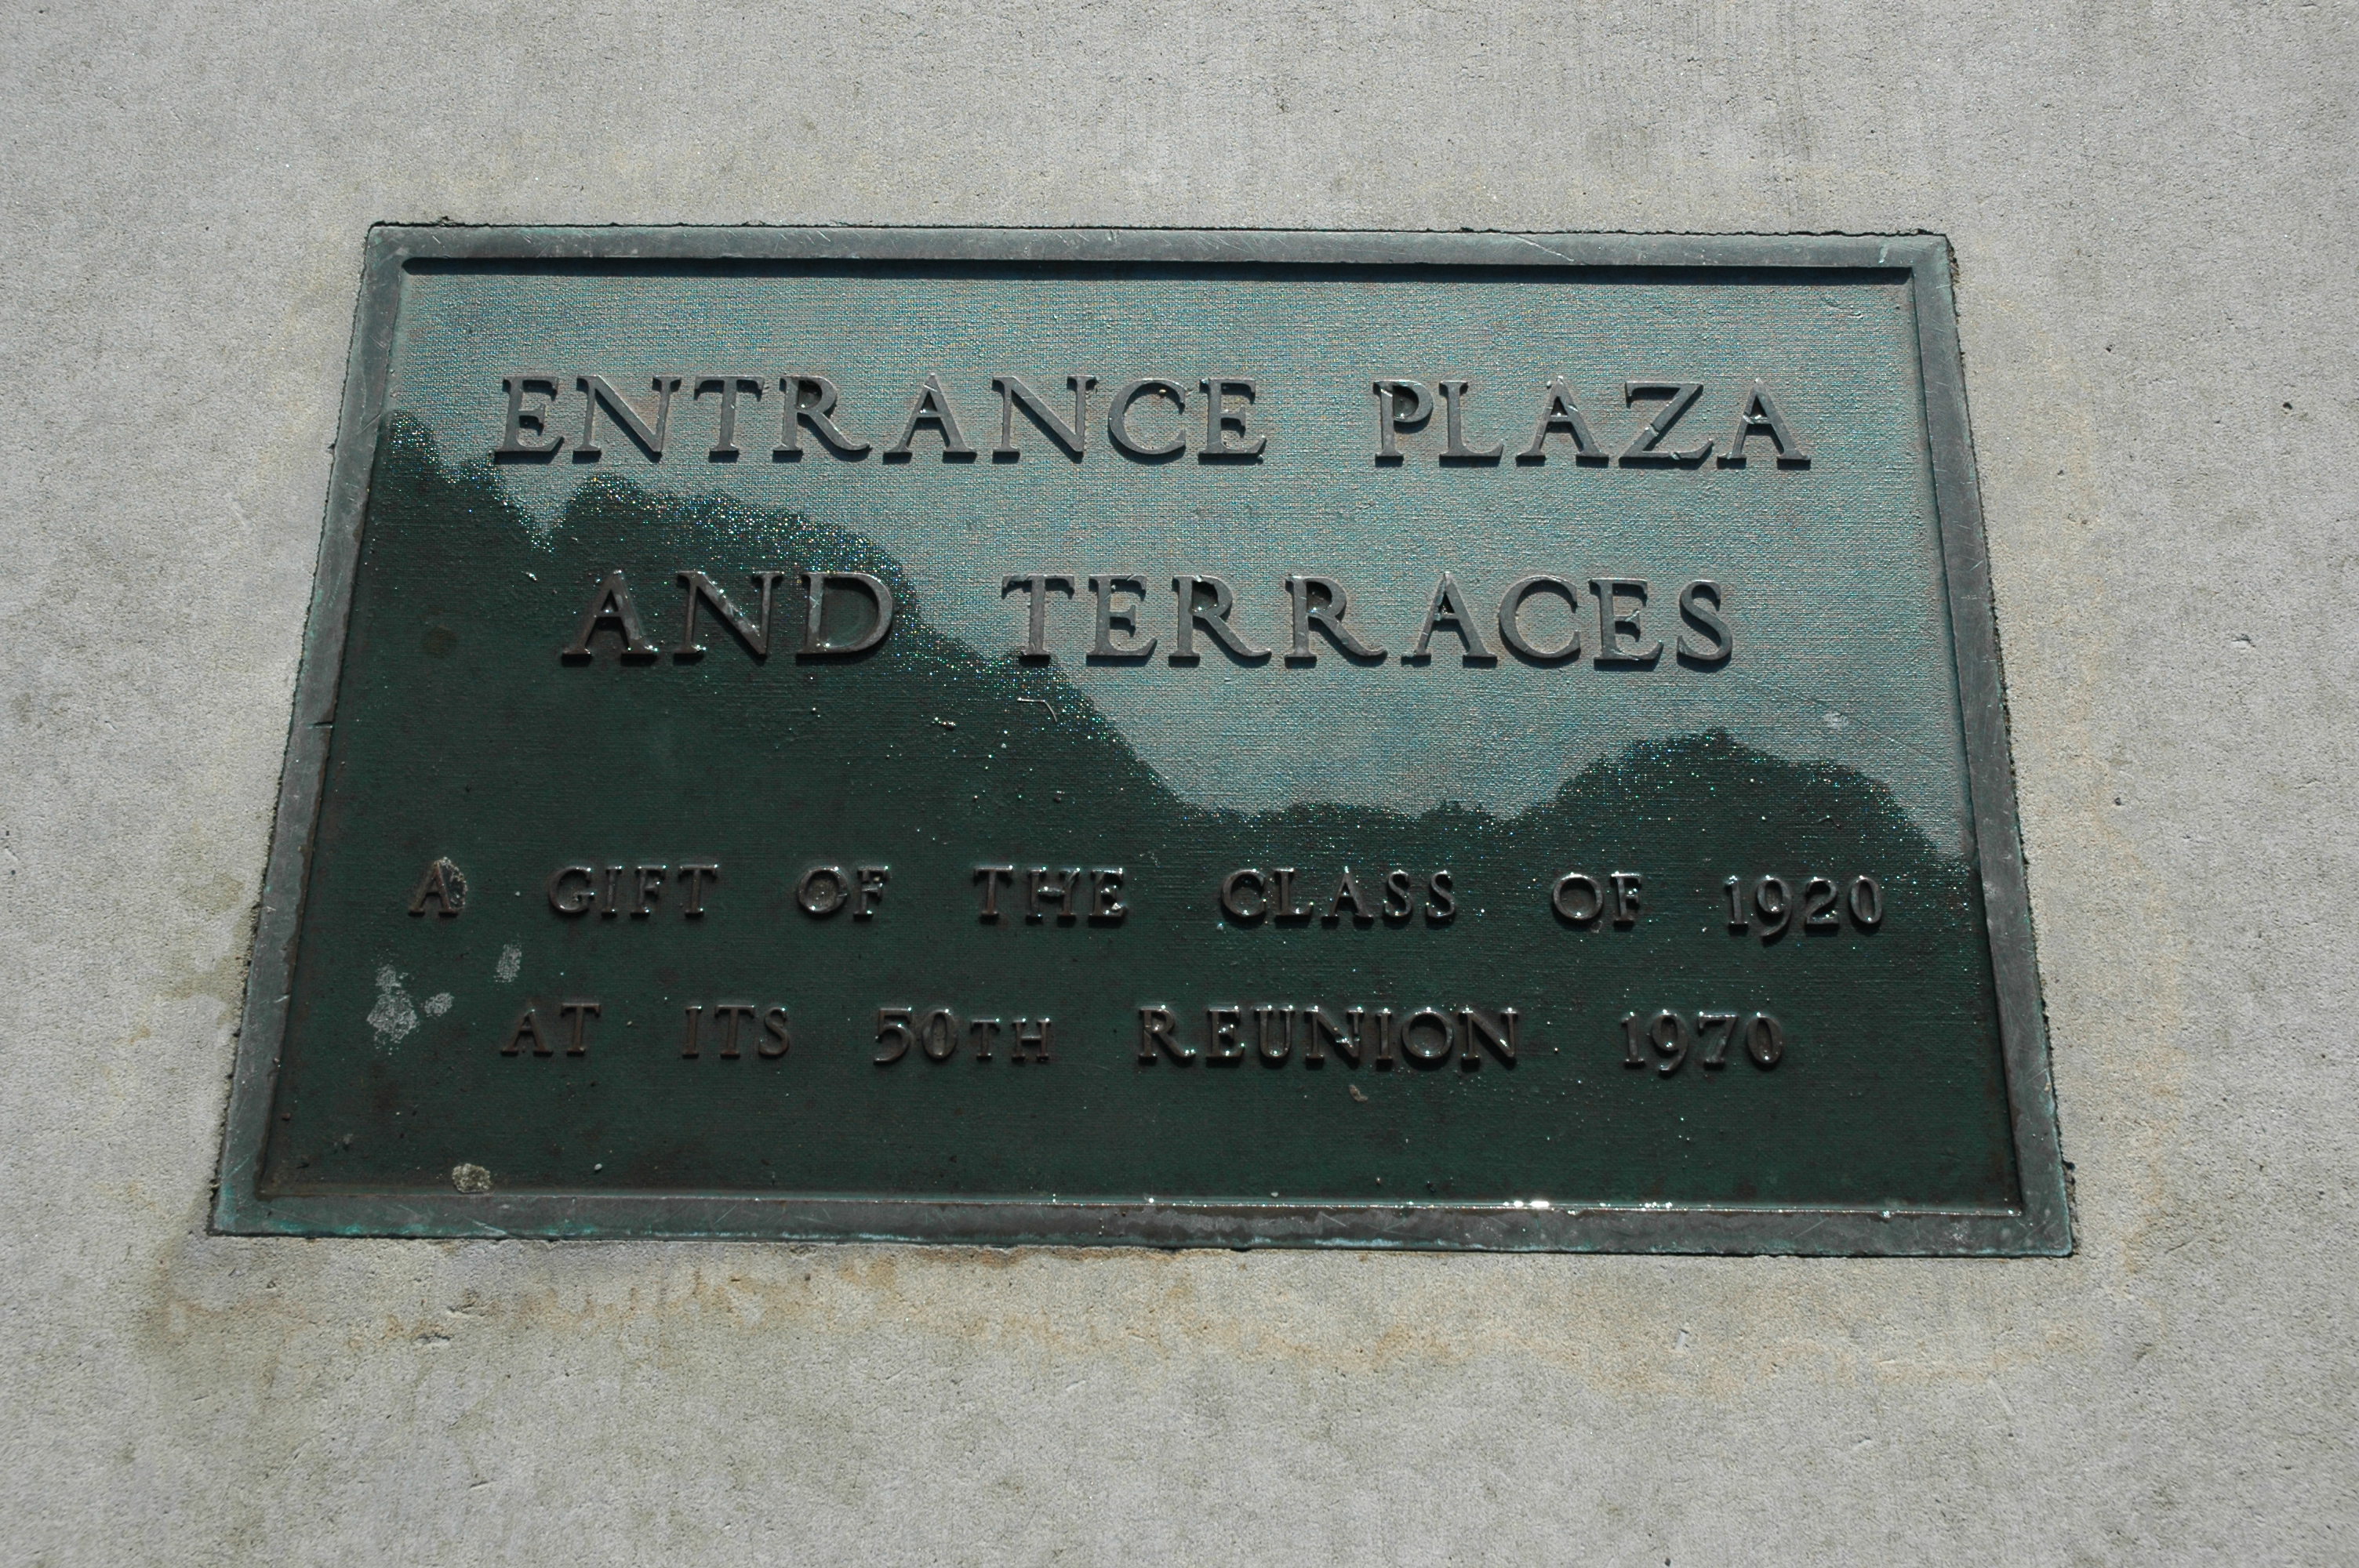 ENTRANCE PLAZA
AND TERRACES
A GIFT OF THE CLASS OF 1920
AT ITS 50TH REUNION 1970